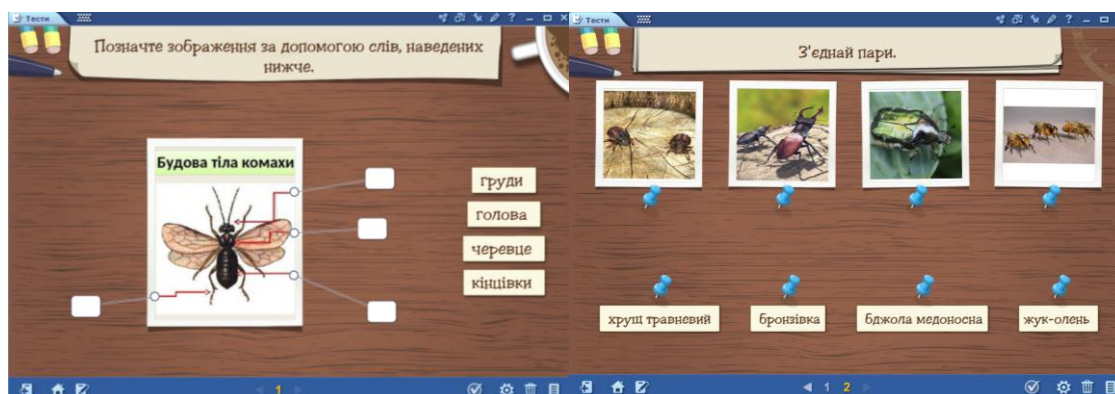 Тести
Позначте зображення за допомогою слів, наведених
нижче.
Будова тіла комахи
груди
голова
черевце
кінцівки
1
Тести
З'єднай пари.
хрущ травневий
бронзівка
бджола медоносна
жук-олень
1 2